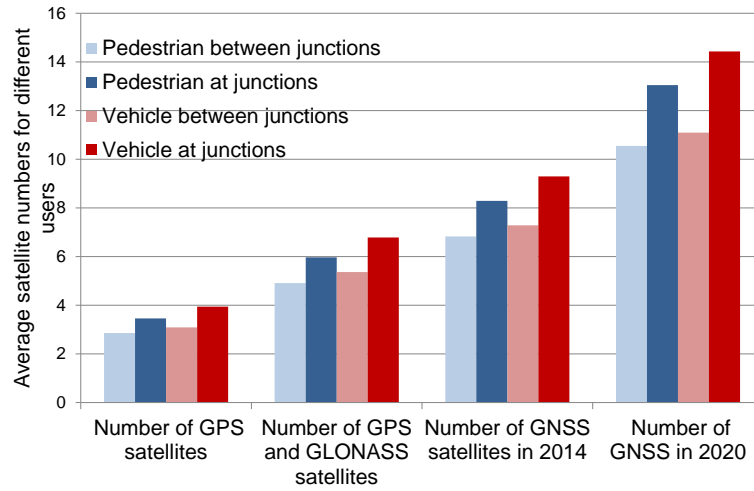 16
14
12
10
8
6
4
2
0
Average satellite numbers for different
users
Pedestrian between junctions
Pedestrian at junctions
Vehicle between junctions
Vehicle at junctions
Number of GPS
satellites
Number of GPS
and GLONASS
satellites
Number of GNSS
satellites in 2014
Number of
GNSS in 2020